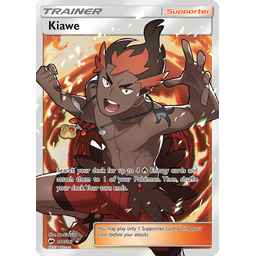 TRAINER
Supporter
Kiawe
Search your deck for up to 4 Energy cards and
attach them to 1 of your Pokémon. Then, shuffle
your deck. Your turn ends.
You may play only 1 Supporter card during your
turn (before your attack).